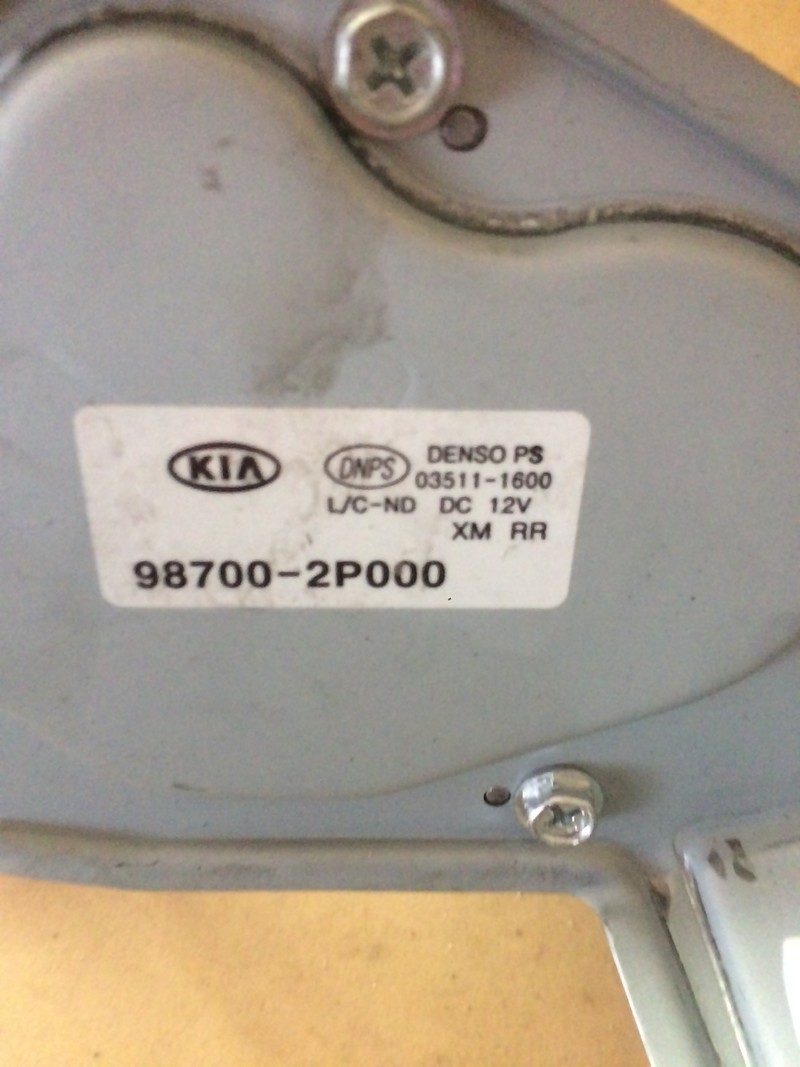 KIA DNPS DENSO PS
03511-1600
L/C-ND DC 12V
XM RR
98700-2P000